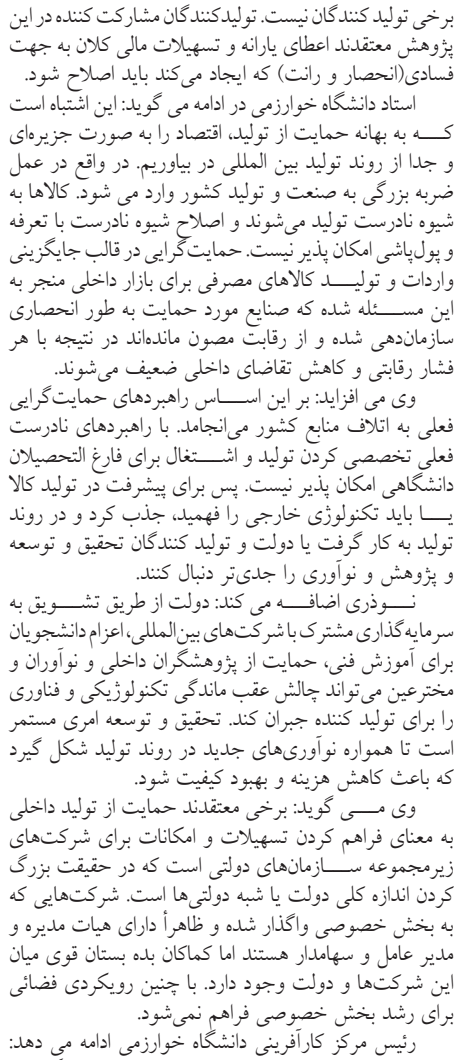 برخی تولید کنندگان نیست. تولیدکنندگان مشارکت کننده در این
پژوهش معتقدند اعطای یارانه و تسهیلات مالی کلان به جهت
فسادی(انحصار و رانت) که ایجاد می‌کند باید اصلاح شود.
استاد دانشگاه خوارزمی در ادامه می گوید: این اشتباه است
کــه به بهانه حمایت از تولید، اقتصاد را به صورت جزیره‌ای
و جدا از روند تولید بین المللی در بیاوریم. در واقع در عمل
ضربه بزرگی به صنعت و تولید کشور وارد می شود. کالاها به
شیوه نادرست تولید می‌شوند و اصلاح شیوه نادرست با تعرفه
و پول‌پاشی امکان پذیر نیست. حمایت‌گرایی در قالب جایگزینی
واردات و تولیــد کالاهای مصرفی برای بازار داخلی منجر به
این مســئله شده که صنایع مورد حمایت به طور انحصاری
سازمان‌دهی شده و از رقابت مصون مانده‌اند در نتیجه با هر
فشار رقابتی و کاهش تقاضای داخلی ضعیف می‌شوند.
وی می افزاید: بر این اســاس راهبردهای حمایت‌گرایی
فعلی به اتلاف منابع کشور می‌انجامد. با راهبردهای نادرست
فعلی تخصصی کردن تولید و اشــتغال برای فارغ التحصیلان
دانشگاهی امکان پذیر نیست. پس برای پیشرفت در تولید کالا
یــا باید تکنولوژی خارجی را فهمید، جذب کرد و در روند
تولید به کار گرفت یا دولت و تولید کنندگان تحقیق و توسعه
و پژوهش و نوآوری را جدی‌تر دنبال کنند.
نــوذری اضافــه می کند: دولت از طریق تشــویق به
سرمایه‌گذاری مشترک با شرکت‌های بین‌المللی، اعزام دانشجویان
برای آموزش فنی، حمایت از پژوهشگران داخلی و نوآوران و
مخترعین می‌تواند چالش عقب ماندگی تکنولوژیکی و فناوری
را برای تولید کننده جبران کند. تحقیق و توسعه امری مستمر
است تا همواره نوآوری‌های جدید در روند تولید شکل گیرد
که باعث کاهش هزینه و بهبود کیفیت شود.
وی مــی گوید: برخی معتقدند حمایت از تولید داخلی
به معنای فراهم کردن تسهیلات و امکانات برای شرکت‌های
زیرمجموعه ســازمان‌های دولتی است که در حقیقت بزرگ
کردن اندازه کلی دولت یا شبه دولتی‌ها است. شرکت‌هایی که
به بخش خصوصی واگذار شده و ظاهراً دارای هیات مدیره و
مدیر عامل و سهامدار هستند اما کماکان بده بستان قوی میان
این شرکت‌ها و دولت وجود دارد. با چنین رویکردی فضائی
برای رشد بخش خصوصی فراهم نمی‌شود.
رئیس مرکز کارآفرینی دانشگاه خوارزمی ادامه می دهد: